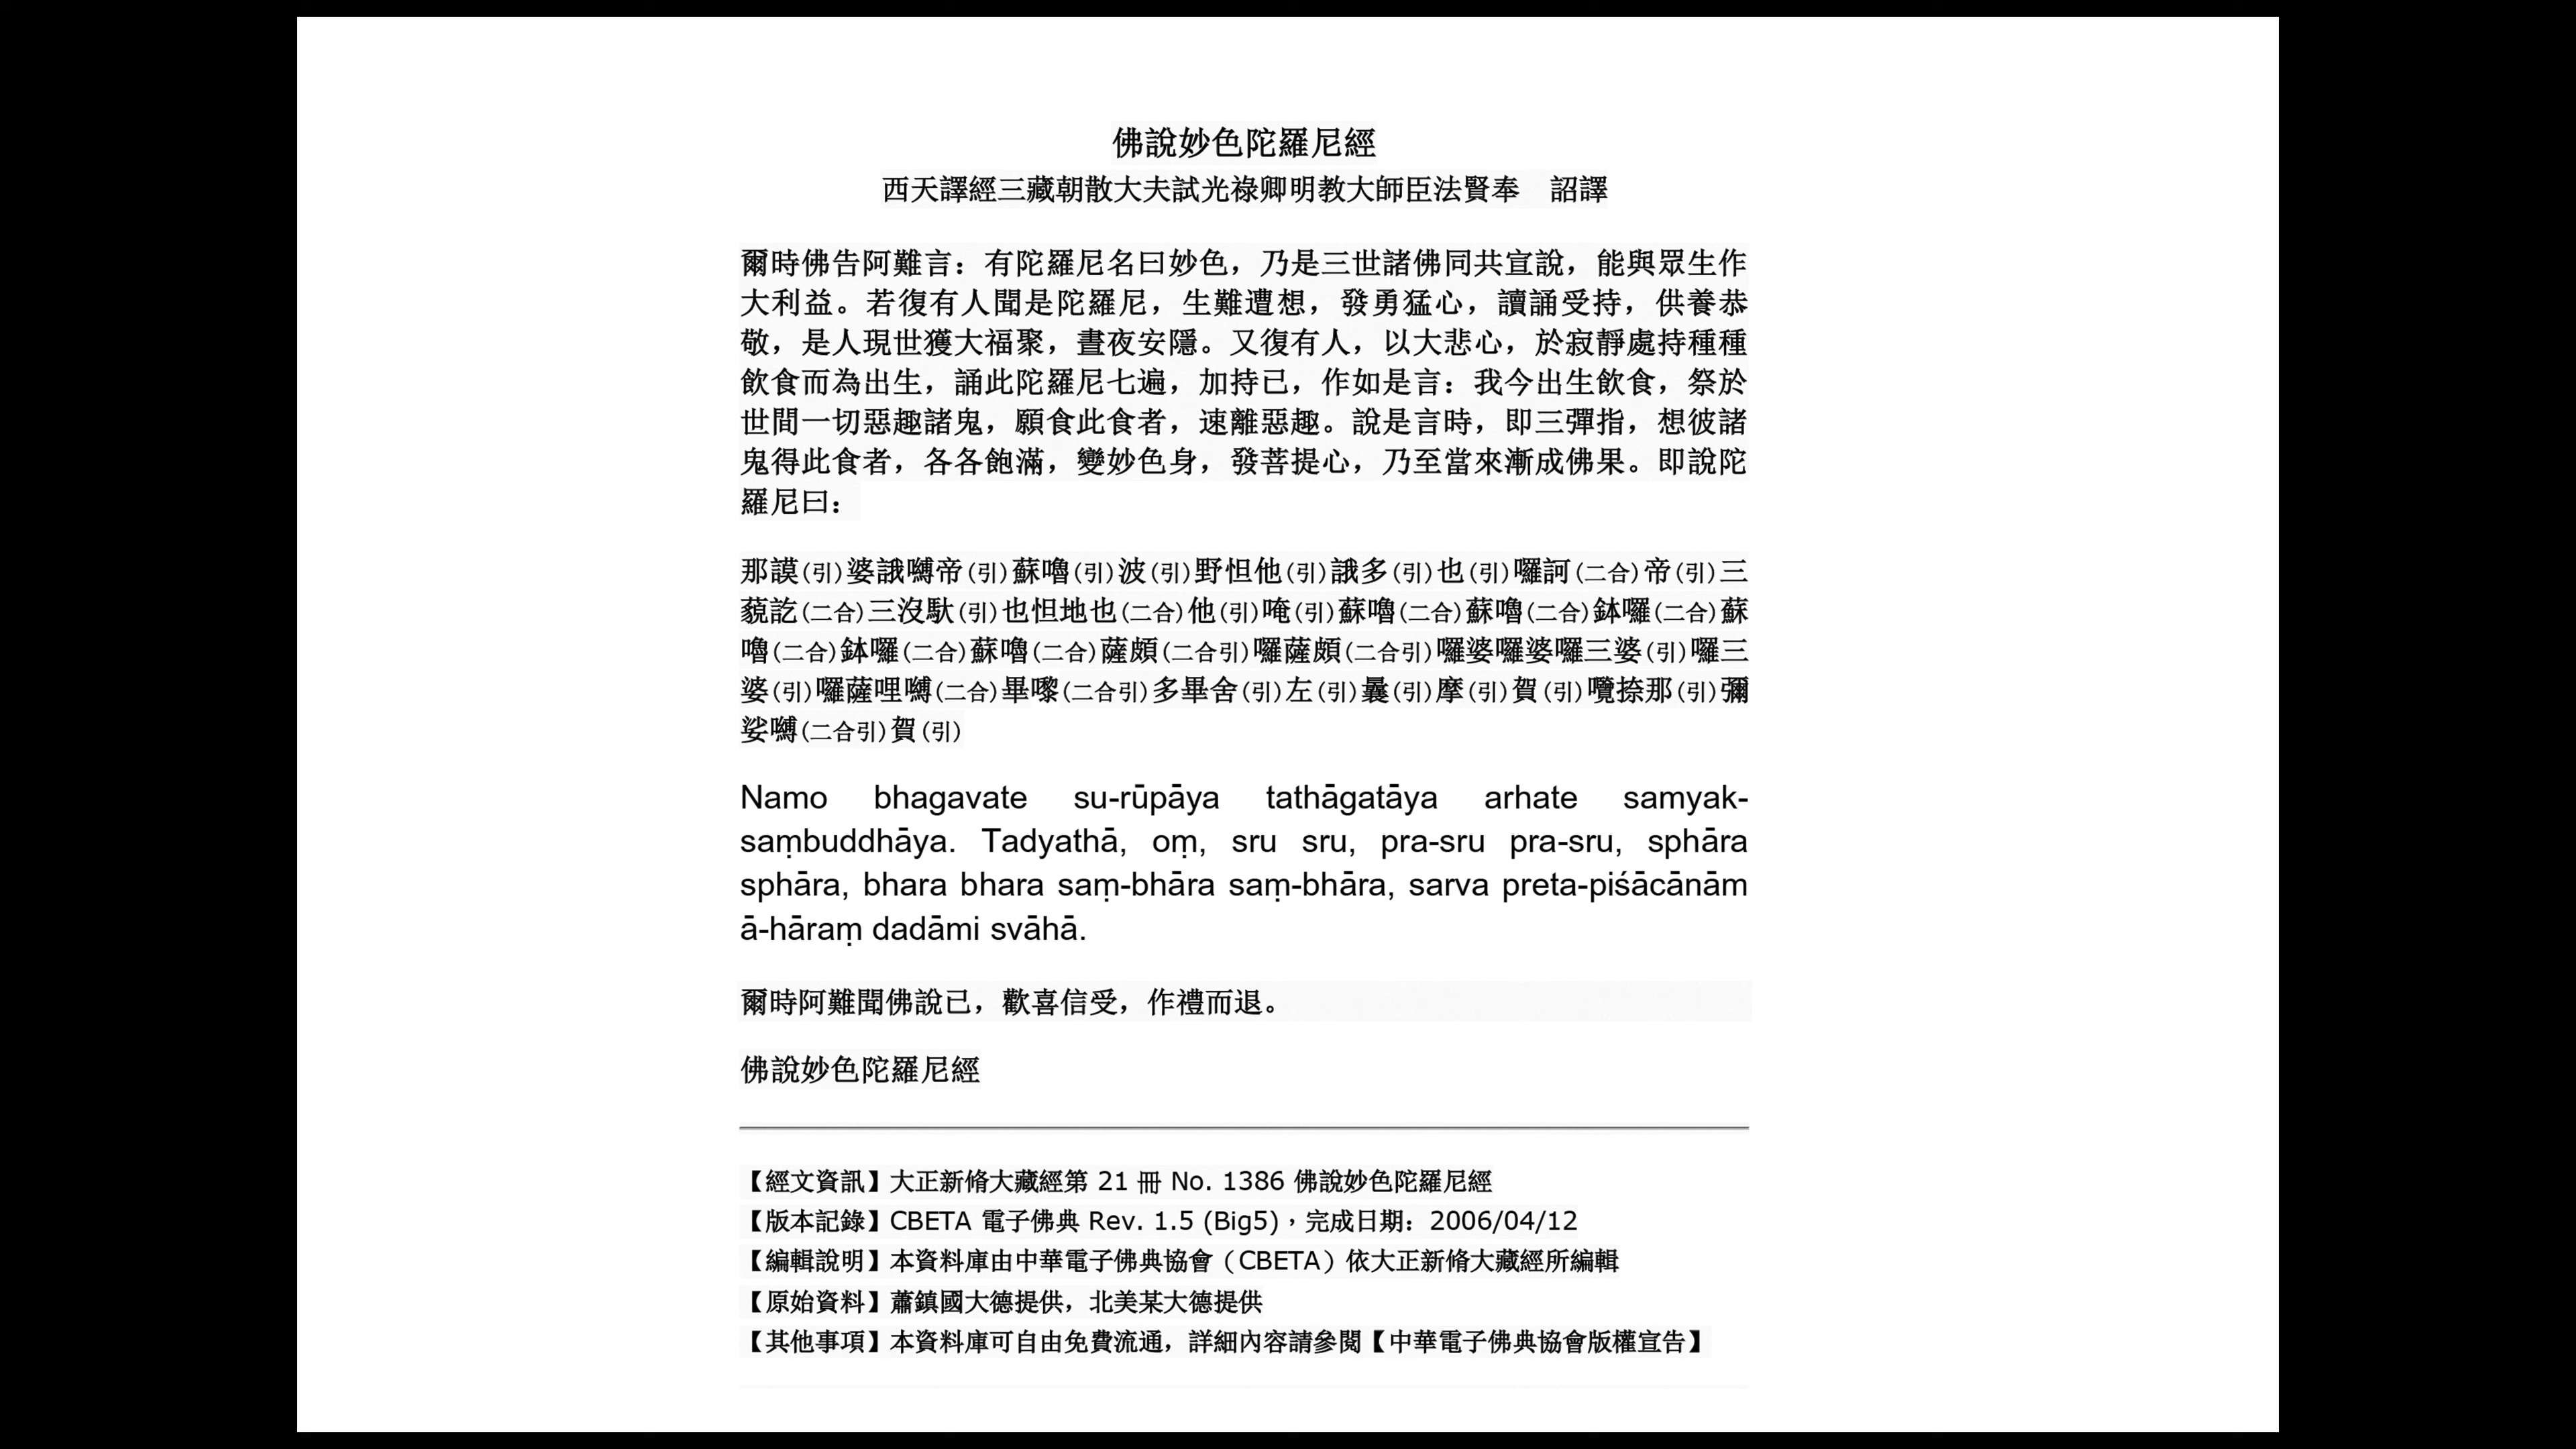 佛說妙色陀羅尼經
西天譯經三藏朝散大夫試光祿卿明教大師臣法賢奉　詔譯
爾時佛告阿難言：有陀羅尼名曰妙色，乃是三世諸佛同共宣說，能與眾生作
大利益。若復有人聞是陀羅尼，生難遭想，發勇猛心，讀誦受持，供養恭
敬，是人現世獲大福聚，晝夜安隱。又復有人，以大悲心，於寂靜處持種種
飲食而為出生，誦此陀羅尼七遍，加持已，作如是言：我今出生飲食，祭於
世間一切惡趣諸鬼，願食此食者，速離惡趣。說是言時，即三彈指，想彼諸
鬼得此食者，各各飽滿，變妙色身，發菩提心，乃至當來漸成佛果。即說陀
羅尼曰：
那謨(引)婆誐嚩帝(引)蘇嚕(引)波(引)野怛他(引)誐多(引)也(引)囉訶(二合)帝(引)三
藐訖(二合)三沒馱(引)也怛地也(二合)他(引)唵(引)蘇嚕(二合)蘇嚕(二合)鉢囉(二合)蘇
嚕(二合)鉢囉(二合)蘇嚕(二合)薩頗(二合引)囉薩頗(二合引)囉婆囉婆囉三婆(引)囉三
婆(引)囉薩哩嚩(二合)畢嚟(二合引)多畢舍(引)左(引)曩(引)摩(引)賀(引)囕捺那(引)彌
娑嚩(二合引)賀(引)
Namo bhagavate su-rūpāya tathāgatāya arhate samyak-
saṃbuddhāya. Tadyathā, oṃ, sru sru, pra-sru pra-sru, sphāra
sphāra, bhara bhara saṃ-bhāra saṃ-bhāra, sarva preta-piśācānām
ā-hāraṃ dadāmi svāhā.
爾時阿難聞佛說已，歡喜信受，作禮而退。
佛說妙色陀羅尼經
【經文資訊】大正新脩大藏經第 21 冊 No. 1386 佛說妙色陀羅尼經
【版本記錄】CBETA 電子佛典 Rev. 1.5 (Big5)，完成日期：2006/04/12
【編輯說明】本資料庫由中華電子佛典協會（CBETA）依大正新脩大藏經所編輯
【原始資料】蕭鎮國大德提供，北美某大德提供
【其他事項】本資料庫可自由免費流通，詳細內容請參閱【中華電子佛典協會版權宣告】